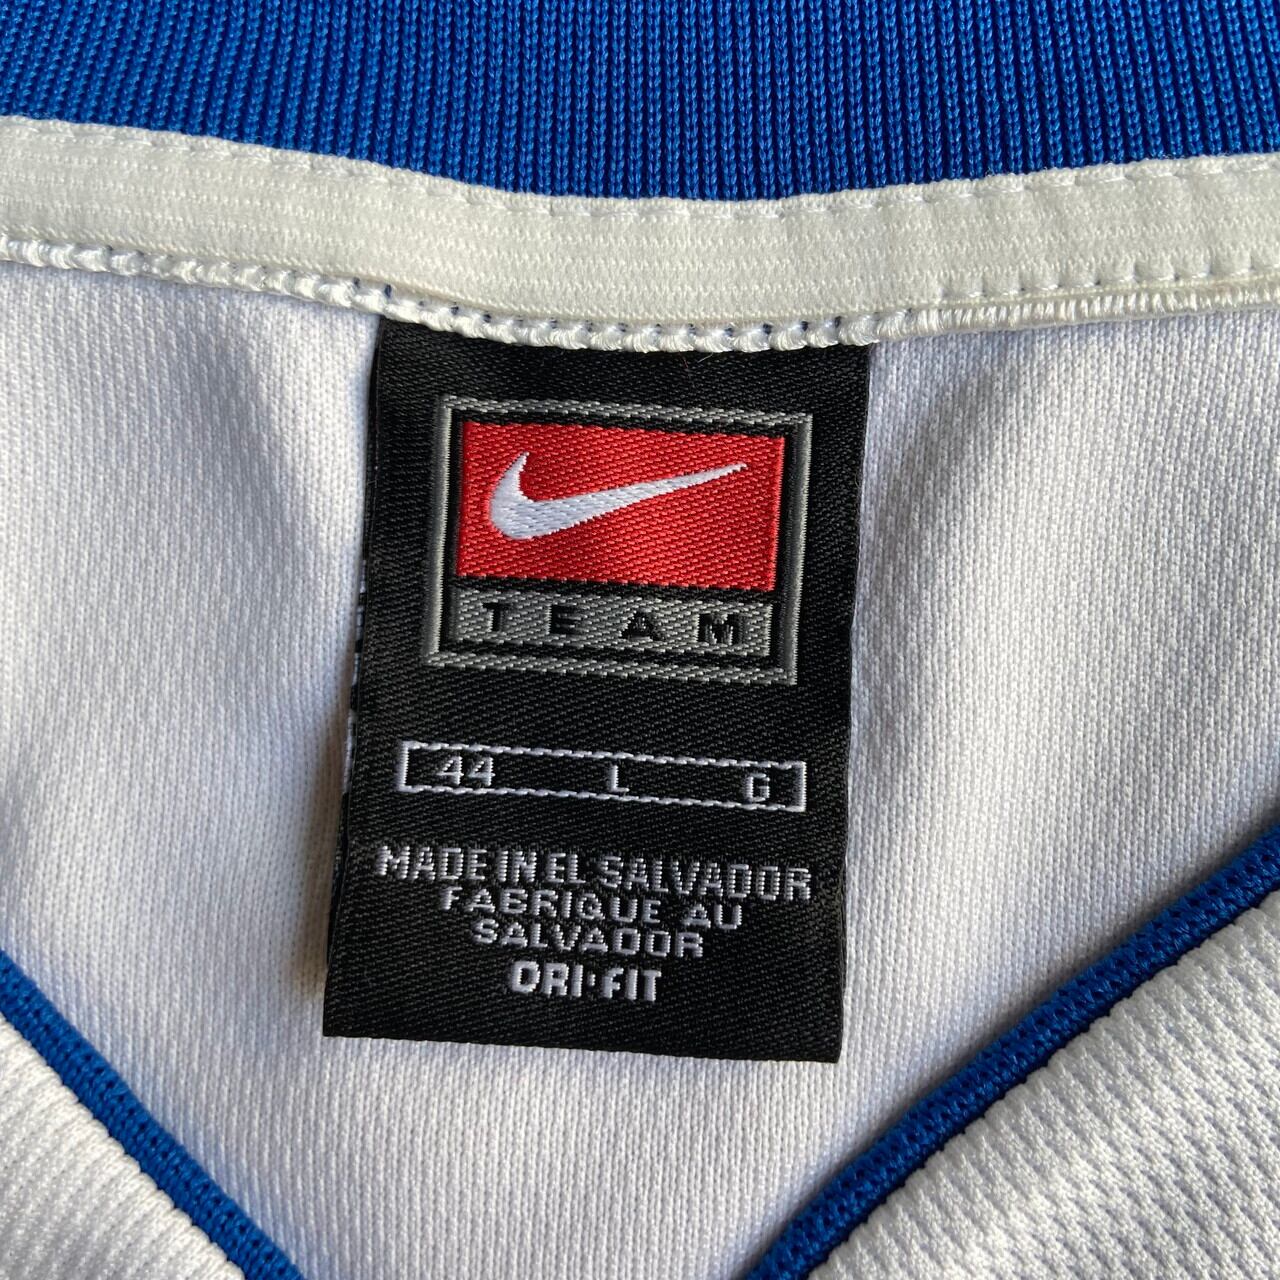 TEAM
44 L G
MADE IN EL SALVADOR
FABRIQUE AU
SALVADOR
DRI·FIT